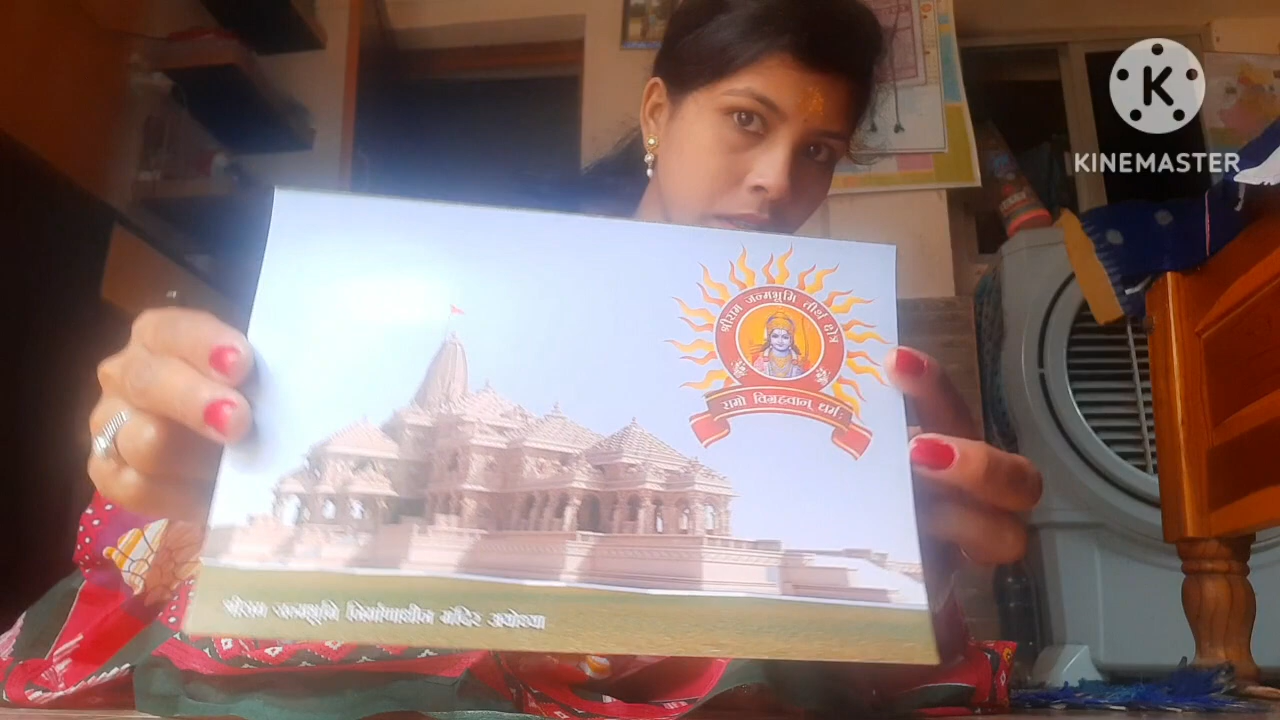 K
KINEMASTER
श्रीराम जन्मभूमि तीर्थ क्षेत्र
रामो विग्रहवान् धर्मः
श्रीराम जन्मभूमि निर्माणाधीन मंदिर अयोध्या